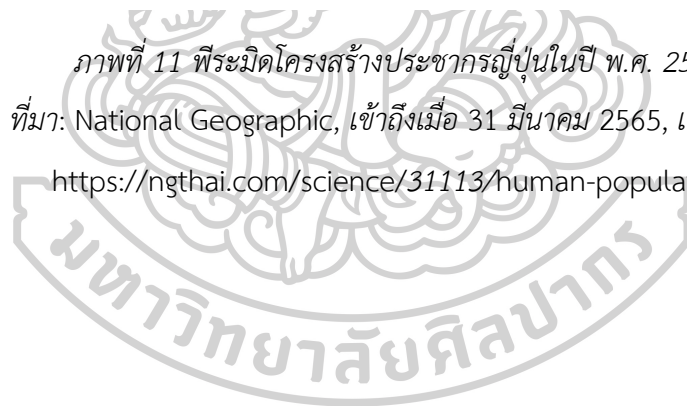 ภาพที่ 11 พีระมิดโครงสร้างประชากรญี่ปุ่นในปี พ.ศ. 25
ที่มา: National Geographic, เข้าถึงเมื่อ 31 มีนาคม 2565, เ
https://ngthai.com/science/31113/human-popula
มหาวิทยาลัยศิลปากร